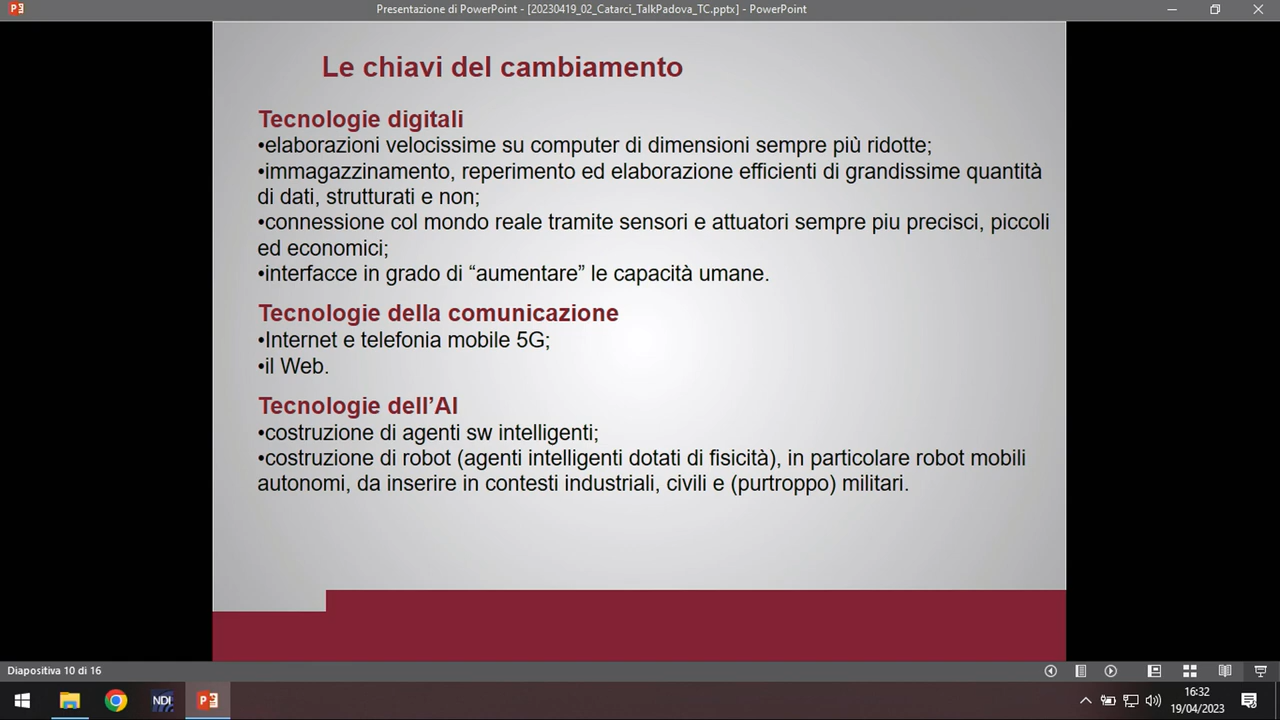 Presentazione di PowerPoint - [20230419_02_Catarci_TalkPadova_TC.pptx] - PowerPoint
Le chiavi del cambiamento
Tecnologie digitali
•elaborazioni velocissime su computer di dimensioni sempre più ridotte;
•immagazzinamento, reperimento ed elaborazione efficienti di grandissime quantità
di dati, strutturati e non;
•connessione col mondo reale tramite sensori e attuatori sempre piu precisci, piccoli
ed economici;
•interfacce in grado di “aumentare” le capacità umane.
Tecnologie della comunicazione
•Internet e telefonia mobile 5G;
•il Web.
Tecnologie dell’AI
•costruzione di agenti sw intelligenti;
•costruzione di robot (agenti intelligenti dotati di fisicità), in particolare robot mobili
autonomi, da inserire in contesti industriali, civili e (purtroppo) militari.
Diapositiva 10 di 16
NDI
16:32
19/04/2023